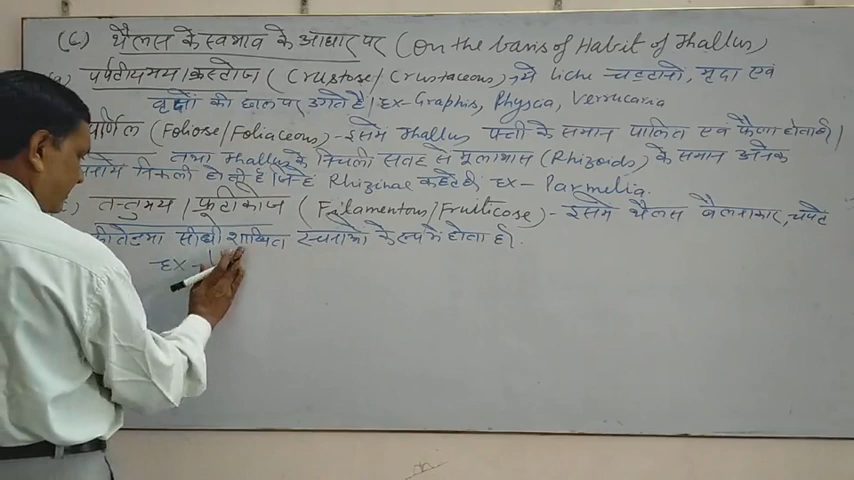 (C) थैलस के स्वभाव के आधार पर (On the basis of Habit of Thallus)
(a) पर्पटीयमय / क्रस्टोज (Crustose / Crustaceous) - ये Lichen चट्टानों, मृदा एवं
वृक्षों की छाल पर उगते हैं। Ex- Graphis, Physcia, Verrucaria
पर्णिल (Foliose / Foliaceous) - इसमें Thallus पत्ती के समान पालित एवं फैला होता है।
तथा Thallus के निचली सतह से मूलाभास (Rhizoids) के समान अनेक
निकली होती है जिन्हें Rhizinae कहते हैं। Ex- Parmelia.
तन्तुमय / फ्रूटीकोज (Filamentous / Fruiticose) - इसमें थैलस बेलनाकार, चपटे
सीधी शाखित रचनाओं के रूप में होता है।
Ex-